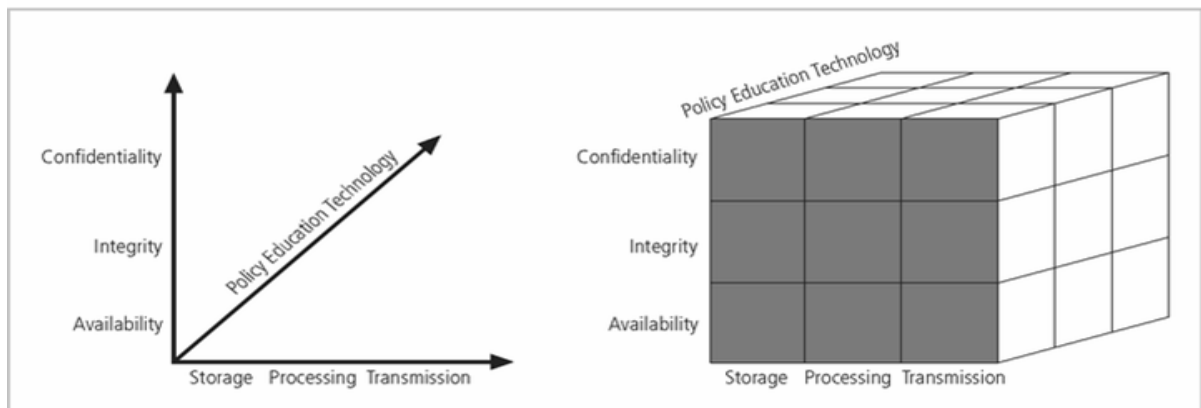 Confidentiality
Integrity
Availability
Policy Education Technology
Storage Processing Transmission
Policy Education Technology
Confidentiality
Integrity
Availability
Storage Processing Transmission